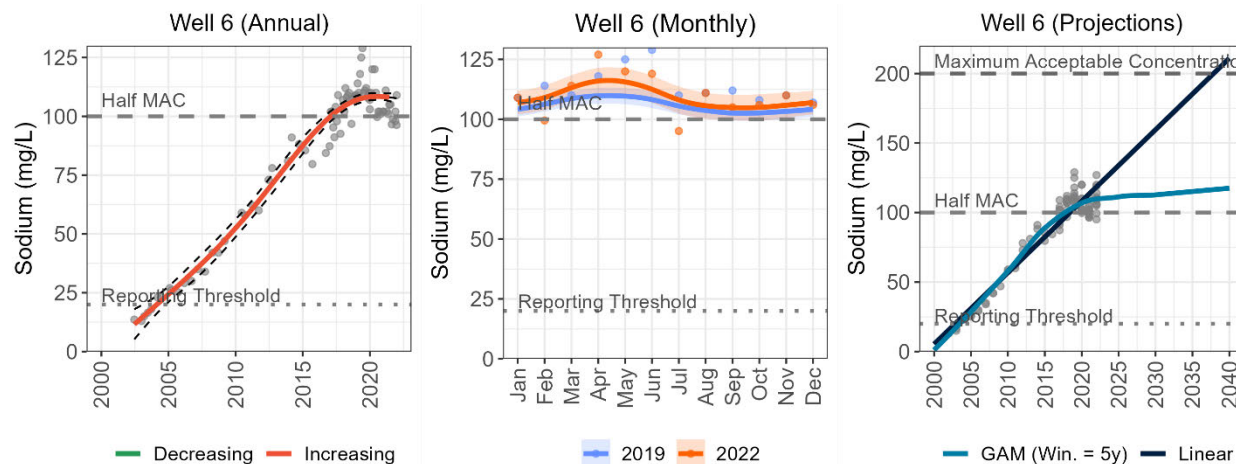 Well 6 (Annual)
Sodium (mg/L)
125
100
75
50
25
0
Half MAC
Reporting Threshold
2000
2005
2010
2015
2020
Decreasing
Increasing
Well 6 (Monthly)
Sodium (mg/L)
125
100
75
50
25
0
Half MAC
Reporting Threshold
Jan
Feb
Mar
Apr
May
Jun
Jul
Aug
Sep
Oct
Nov
Dec
2019
2022
Well 6 (Projections)
Sodium (mg/L)
200
150
100
50
0
Maximum Acceptable Concentratio
Half MAC
Reporting Threshold
2000
2005
2010
2015
2020
2025
2030
2035
2040
GAM (Win. = 5y)
Linear